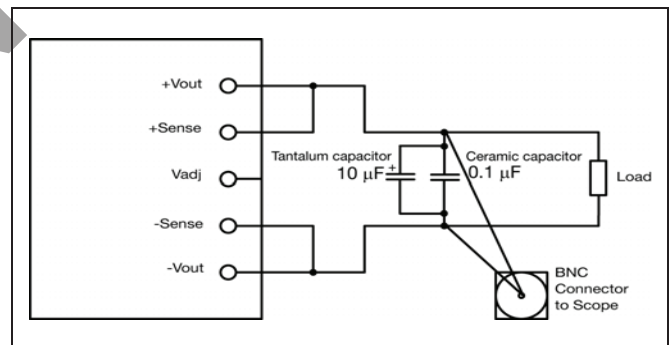 +Vout
+Sense
Vadj
-Sense
-Vout
Tantalum capacitor
10 μF
+
Ceramic capacitor
0.1 μF
Load
BNC
Connector
to Scope